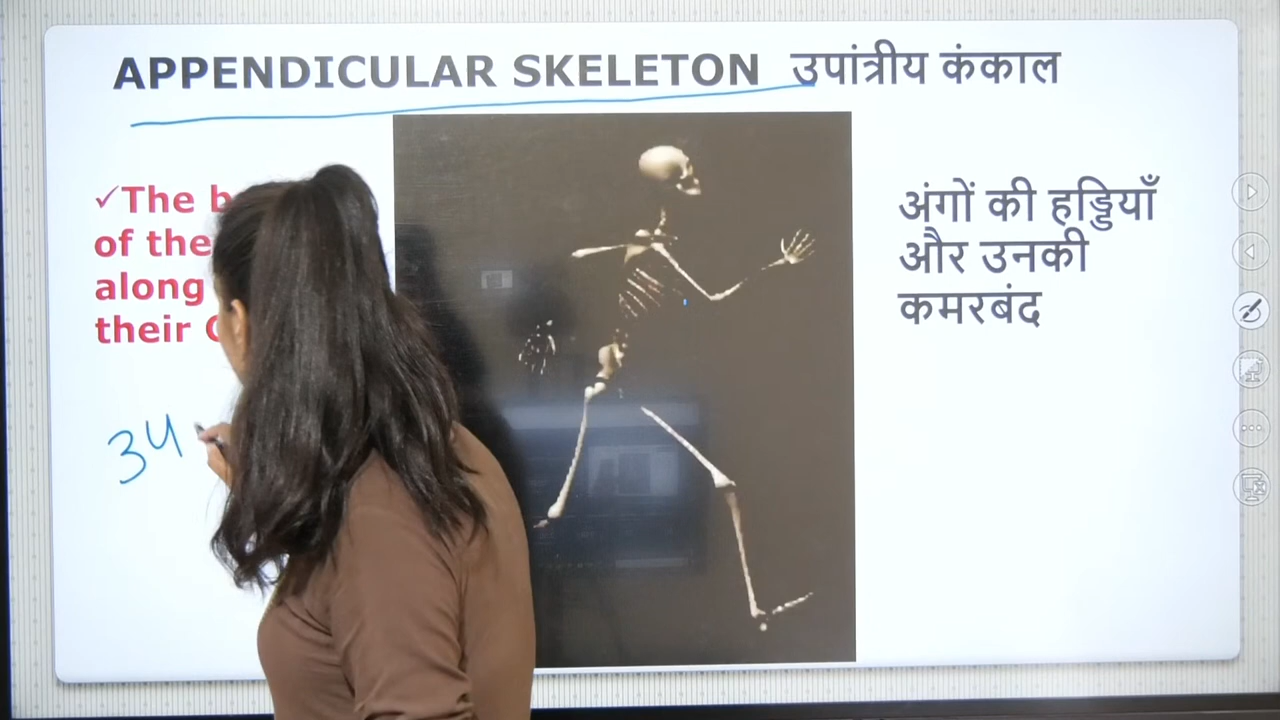 APPENDICULAR SKELETON उपांत्रीय कंकाल
✓The
of the
along
their
अंगों की हड्डियाँ
और उनकी
कमरबंद
34